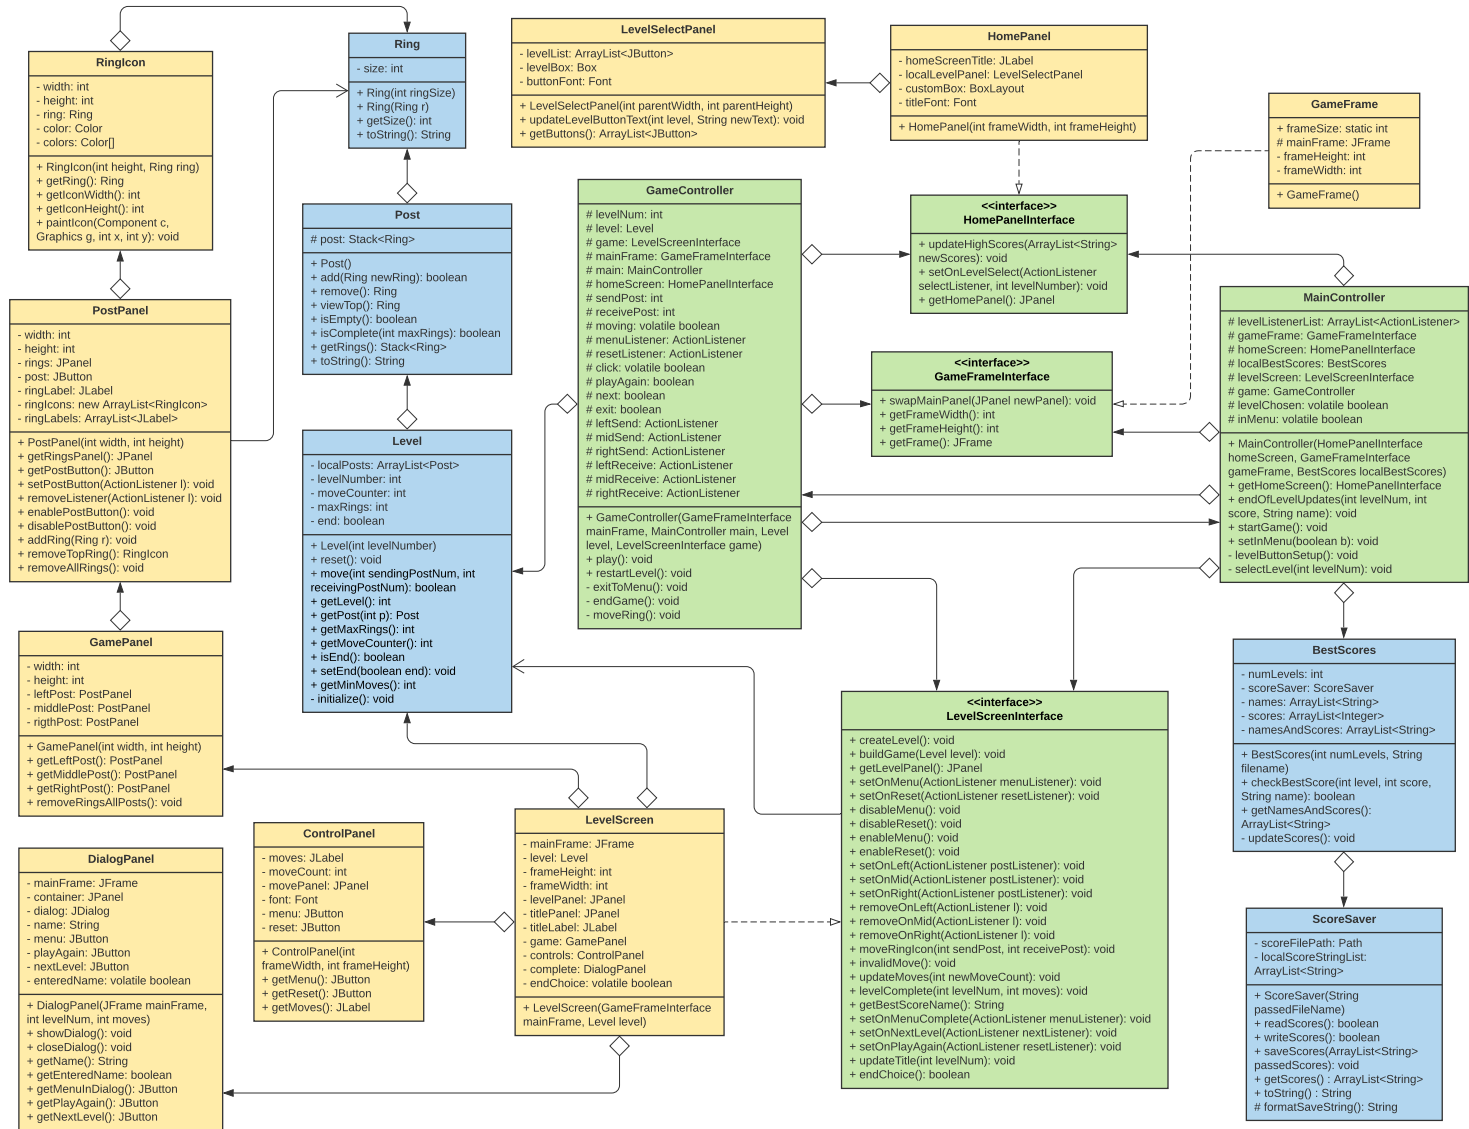 RingIcon
- width: int
- height: int
- ring: Ring
- color: Color
- colors: Color[]
+ RingIcon(int height, Ring ring)
+ getRing(): Ring
+ getIconWidth(): int
+ getIconHeight(): int
+ paintIcon(Component c,
Graphics g, int x, int y): void
PostPanel
- width: int
- height: int
- rings: JPanel
- post: JButton
- ringLabel: JLabel
- ringIcons: new ArrayList<RingIcon>
- ringLabels: ArrayList<JLabel>
+ PostPanel(int width, int height)
+ getRingsPanel(): JPanel
+ getPostButton(): JButton
+ setPostButton(ActionListener l): void
+ removeListener(ActionListener l): void
+ enablePostButton(): void
+ disablePostButton(): void
+ addRing(Ring r): void
+ removeTopRing(): RingIcon
+ removeAllRings(): void
GamePanel
- width: int
- height: int
- leftPost: PostPanel
- middlePost: PostPanel
- rigthPost: PostPanel
+ GamePanel(int width, int height)
+ getLeftPost(): PostPanel
+ getMiddlePost(): PostPanel
+ getRightPost(): PostPanel
+ removeRingsAllPosts(): void
DialogPanel
- mainFrame: JFrame
- container: JPanel
- dialog: JDialog
- name: String
- menu: JButton
- playAgain: JButton
- nextLevel: JButton
- enteredName: volatile boolean
+ DialogPanel(JFrame mainFrame,
int levelNum, int moves)
+ showDialog(): void
+ closeDialog(): void
+ getName(): String
+ getEnteredName: boolean
+ getMenuInDialog(): JButton
+ getPlayAgain(): JButton
+ getNextLevel(): JButton
Ring
- size: int
+ Ring(int ringSize)
+ Ring(Ring r)
+ getSize(): int
+ toString(): String
Post
# post: Stack<Ring>
+ Post()
+ add(Ring newRing): boolean
+ remove(): Ring
+ viewTop(): Ring
+ isEmpty(): boolean
+ isComplete(int maxRings): boolean
+ getRings(): Stack<Ring>
+ toString(): String
Level
- localPosts: ArrayList<Post>
- levelNumber: int
- moveCounter: int
- maxRings: int
- end: boolean
+ Level(int levelNumber)
+ reset(): void
+ move(int sendingPostNum, int
receivingPostNum): boolean
+ getLevel(): int
+ getPost(int p): Post
+ getMaxRings(): int
+ getMoveCounter(): int
+ isEnd(): boolean
+ setEnd(boolean end): void
+ getMinMoves(): int
- initialize(): void
ControlPanel
- moves: JLabel
- moveCount: int
- movePanel: JPanel
- font: Font
- menu: JButton
- reset: JButton
+ ControlPanel(int
frameWidth, int frameHeight)
+ getMenu(): JButton
+ getReset(): JButton
+ getMoves(): JLabel
LevelSelectPanel
- levelList: ArrayList<JButton>
- levelBox: Box
- buttonFont: Font
+ LevelSelectPanel(int parentWidth, int parentHeight)
+ updateLevelButtonText(int level, String newText): void
+ getButtons(): ArrayList<JButton>
GameController
# levelNum: int
# level: Level
# game: LevelScreenInterface
# mainFrame: GameFrameInterface
# main: MainController
# homeScreen: HomePanelInterface
# sendPost: int
# receivePost: int
# moving: volatile boolean
# menuListener: ActionListener
# resetListener: ActionListener
# click: volatile boolean
# playAgain: boolean
# next: boolean
# exit: boolean
# leftSend: ActionListener
# midSend: ActionListener
# rightSend: ActionListener
# leftReceive: ActionListener
# midReceive: ActionListener
# rightReceive: ActionListener
+ GameController(GameFrameInterface
mainFrame, MainController main, Level
level, LevelScreenInterface game)
+ play(): void
+ restartLevel(): void
- exitToMenu(): void
- endGame(): void
- moveRing(): void
LevelScreen
- mainFrame: JFrame
- level: Level
- frameHeight: int
- frameWidth: int
- levelPanel: JPanel
- titlePanel: JPanel
- titleLabel: JLabel
- game: GamePanel
- controls: ControlPanel
- complete: DialogPanel
- endChoice: volatile boolean
+ LevelScreen(GameFrameInterface
mainFrame, Level level)
HomePanel
- homeScreenTitle: JLabel
- localLevelPanel: LevelSelectPanel
- customBox: BoxLayout
- titleFont: Font
+ HomePanel(int frameWidth, int frameHeight)
<<interface>>
HomePanelInterface
+ updateHighScores(ArrayList<String>
newScores): void
+ setOnLevelSelect(ActionListener
selectListener, int levelNumber): void
+ getHomePanel(): JPanel
<<interface>>
GameFrameInterface
+ swapMainPanel(JPanel newPanel): void
+ getFrameWidth(): int
+ getFrameHeight(): int
+ getFrame(): JFrame
<<interface>>
LevelScreenInterface
+ createLevel(): void
+ buildGame(Level level): void
+ getLevelPanel(): JPanel
+ setOnMenu(ActionListener menuListener): void
+ setOnReset(ActionListener resetListener): void
+ disableMenu(): void
+ disableReset(): void
+ enableMenu(): void
+ enableReset(): void
+ setOnLeft(ActionListener postListener): void
+ setOnMid(ActionListener postListener): void
+ setOnRight(ActionListener postListener): void
+ removeOnLeft(ActionListener l): void
+ removeOnMid(ActionListener l): void
+ removeOnRight(ActionListener l): void
+ moveRingIcon(int sendPost, int receivePost): void
+ invalidMove(): void
+ updateMoves(int newMoveCount): void
+ levelComplete(int levelNum, int moves): void
+ getBestScoreName(): String
+ setOnMenuComplete(ActionListener menuListener): void
+ setOnNextLevel(ActionListener nextListener): void
+ setOnPlayAgain(ActionListener resetListener): void
+ updateTitle(int levelNum): void
+ endChoice(): boolean
GameFrame
+ frameSize: static int
# mainFrame: JFrame
- frameHeight: int
- frameWidth: int
+ GameFrame()
MainController
# levelListenerList: ArrayList<ActionListener>
# gameFrame: GameFrameInterface
# homeScreen: HomePanelInterface
# localBestScores: BestScores
# levelScreen: LevelScreenInterface
# game: GameController
# levelChosen: volatile boolean
# inMenu: volatile boolean
+ MainController(HomePanelInterface
homeScreen, GameFrameInterface
gameFrame, BestScores localBestScores)
+ getHomeScreen(): HomePanelInterface
+ endOfLevelUpdates(int levelNum, int
score, String name): void
+ startGame(): void
+ setInMenu(boolean b): void
- levelButtonSetup(): void
- selectLevel(int levelNum): void
BestScores
- numLevels: int
- scoreSaver: ScoreSaver
- names: ArrayList<String>
- scores: ArrayList<Integer>
- namesAndScores: ArrayList<String>
+ BestScores(int numLevels, String
filename)
+ checkBestScore(int level, int score,
String name): boolean
+ getNamesAndScores():
ArrayList<String>
- updateScores(): void
ScoreSaver
- scoreFilePath: Path
- localScoreStringList:
ArrayList<String>
+ ScoreSaver(String
passedFileName)
+ readScores(): boolean
+ writeScores(): boolean
+ saveScores(ArrayList<String>
passedScores): void
+ getScores() : ArrayList<String>
+ toString() : String
# formatSaveString(): String